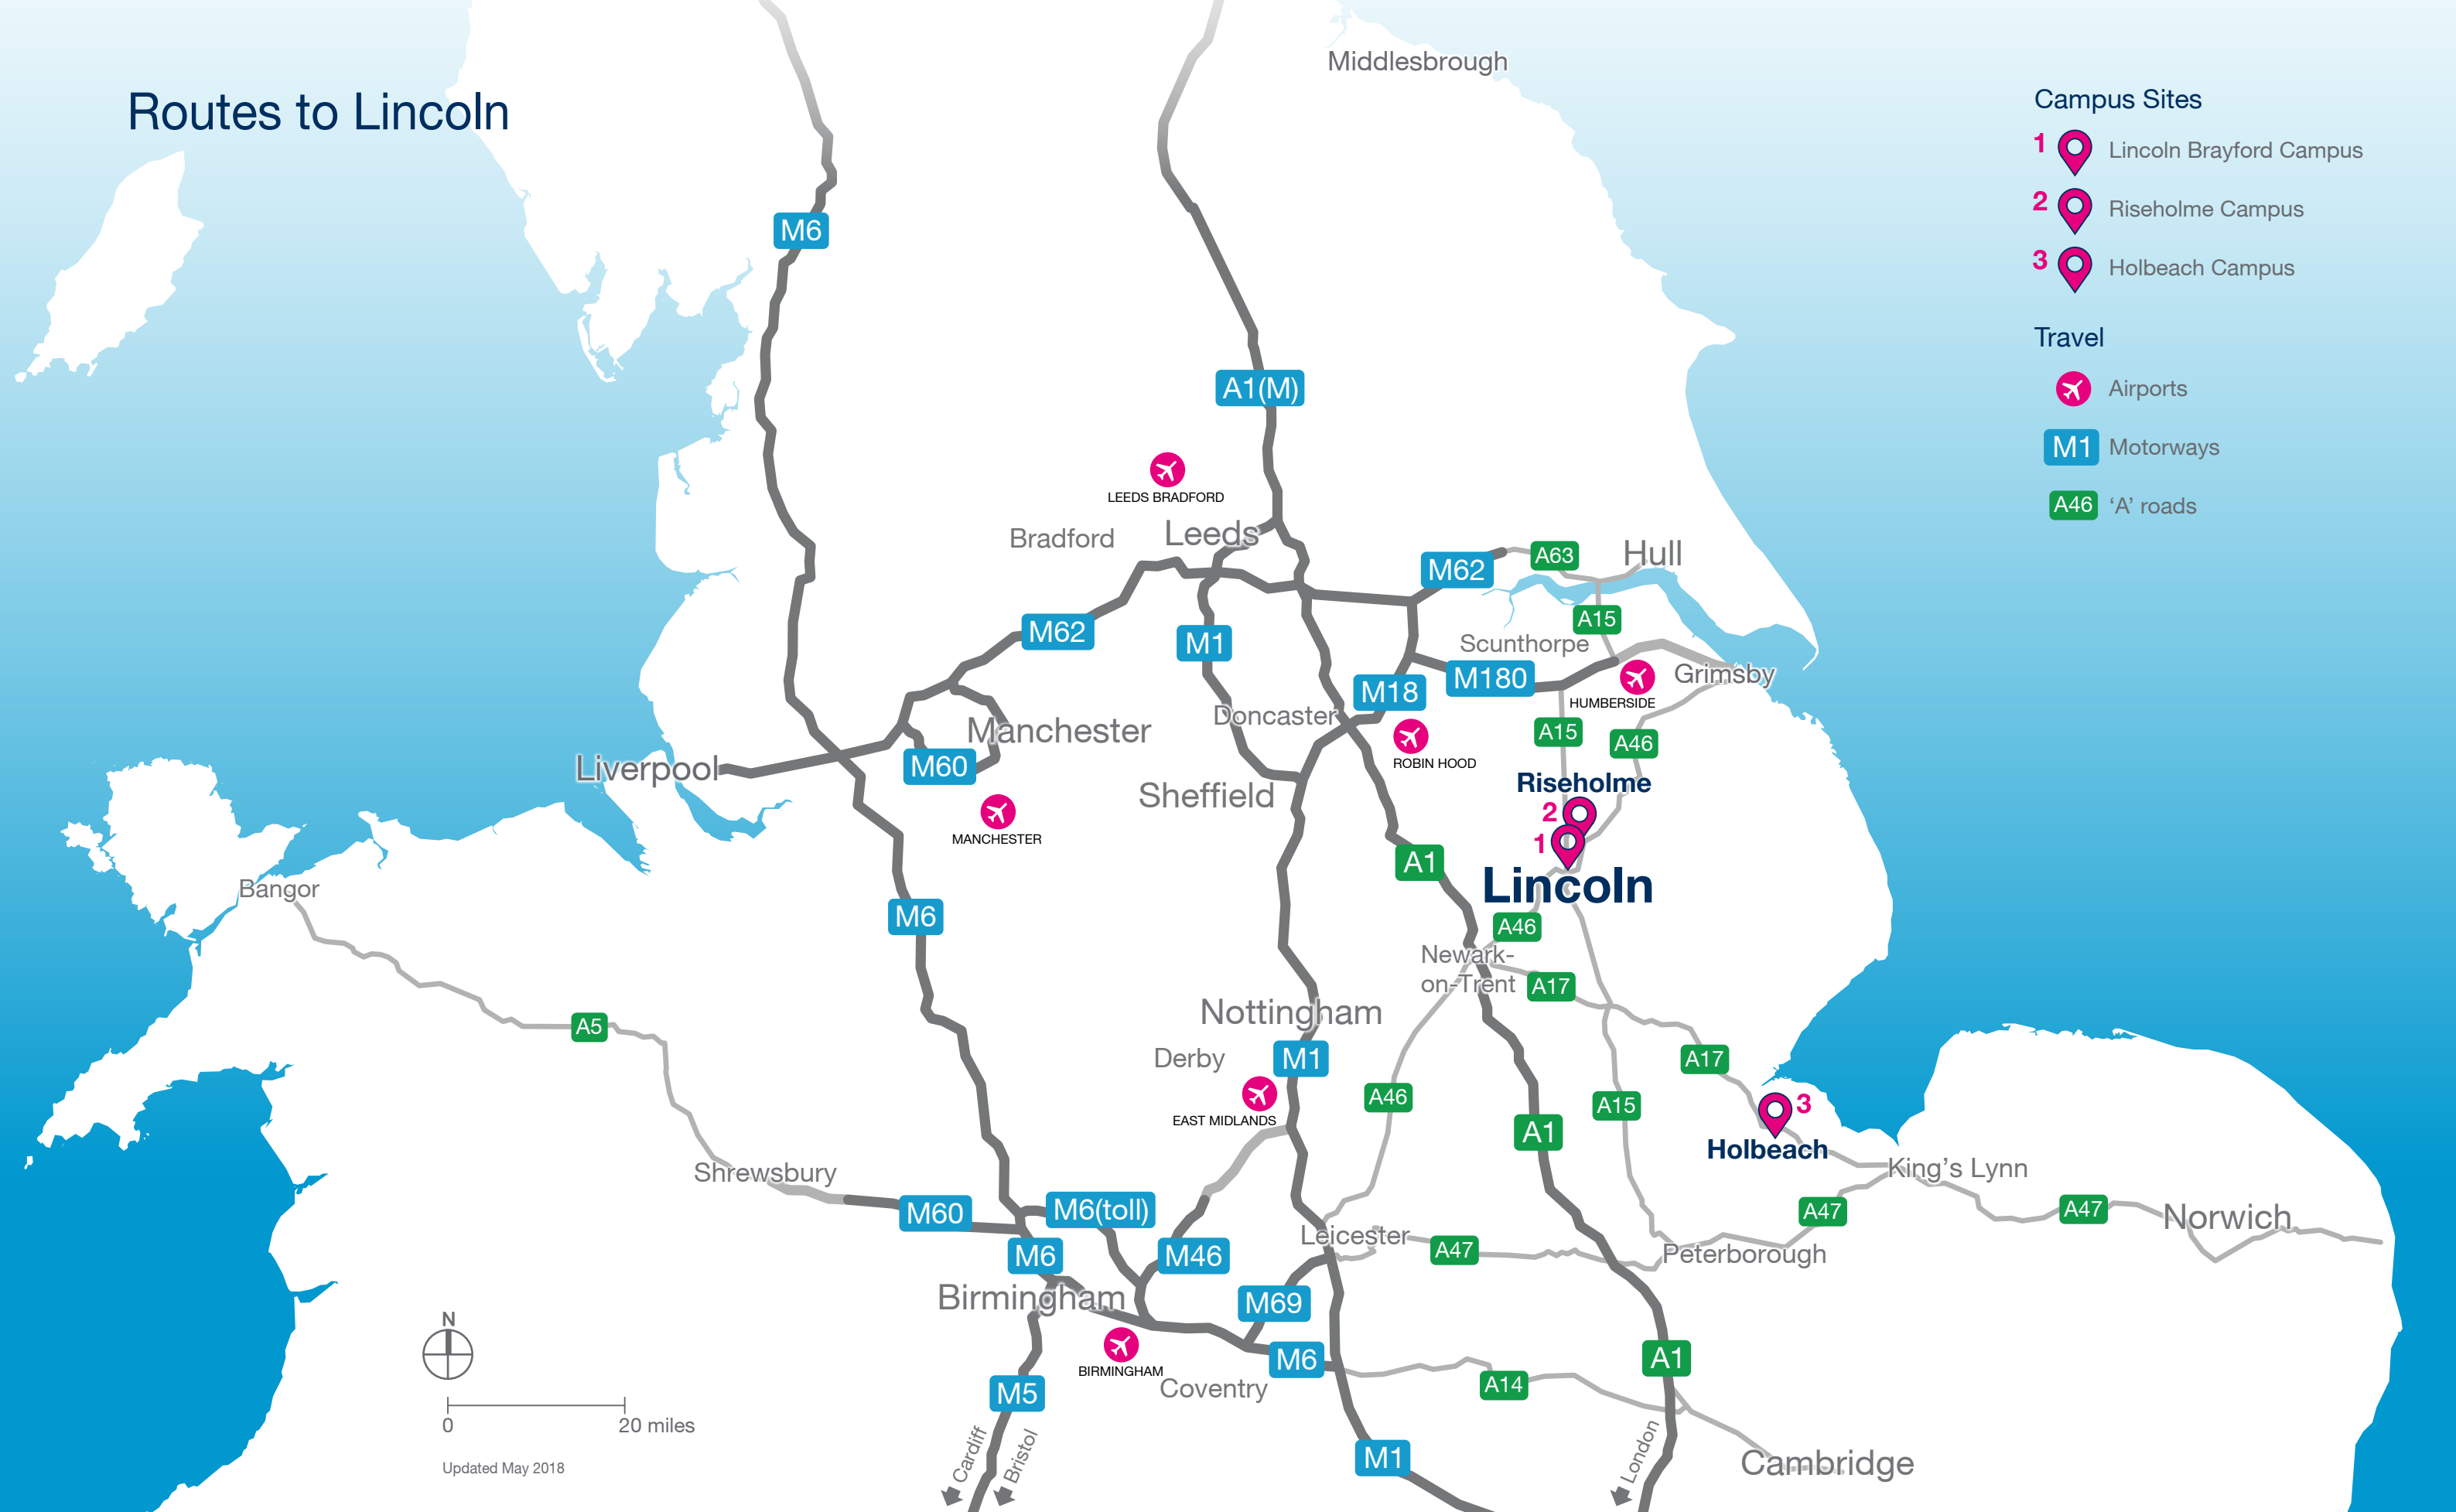 Routes to Lincoln
Middlesbrough
Campus Sites
1 Lincoln Brayford Campus
2 Riseholme Campus
3 Holbeach Campus
Travel
Airports
M1 Motorways
A46 ‘A’ roads
M6
A1(M)
LEEDS BRADFORD
Bradford
Leeds
M62
A63
Hull
M62
M1
A15
Scunthorpe
M180
M18
HUMBERSIDE
Grimsby
Doncaster
Manchester
A15
A46
ROBIN HOOD
Liverpool
M60
Riseholme
Sheffield
MANCHESTER
2
1
A1
Lincoln
Bangor
M6
A46
Newark-
on-Trent
A17
Nottingham
A5
Derby
M1
A17
EAST MIDLANDS
A46
A15
A1
3
Holbeach
Shrewsbury
King’s Lynn
M60
M6(toll)
A47
A47
Norwich
M6
M46
Leicester
A47
Peterborough
Birmingham
M69
N
BIRMINGHAM
M6
A1
Coventry
M5
A14
0
20 miles
Cardiff
Bristol
M1
London
Cambridge
Updated May 2018